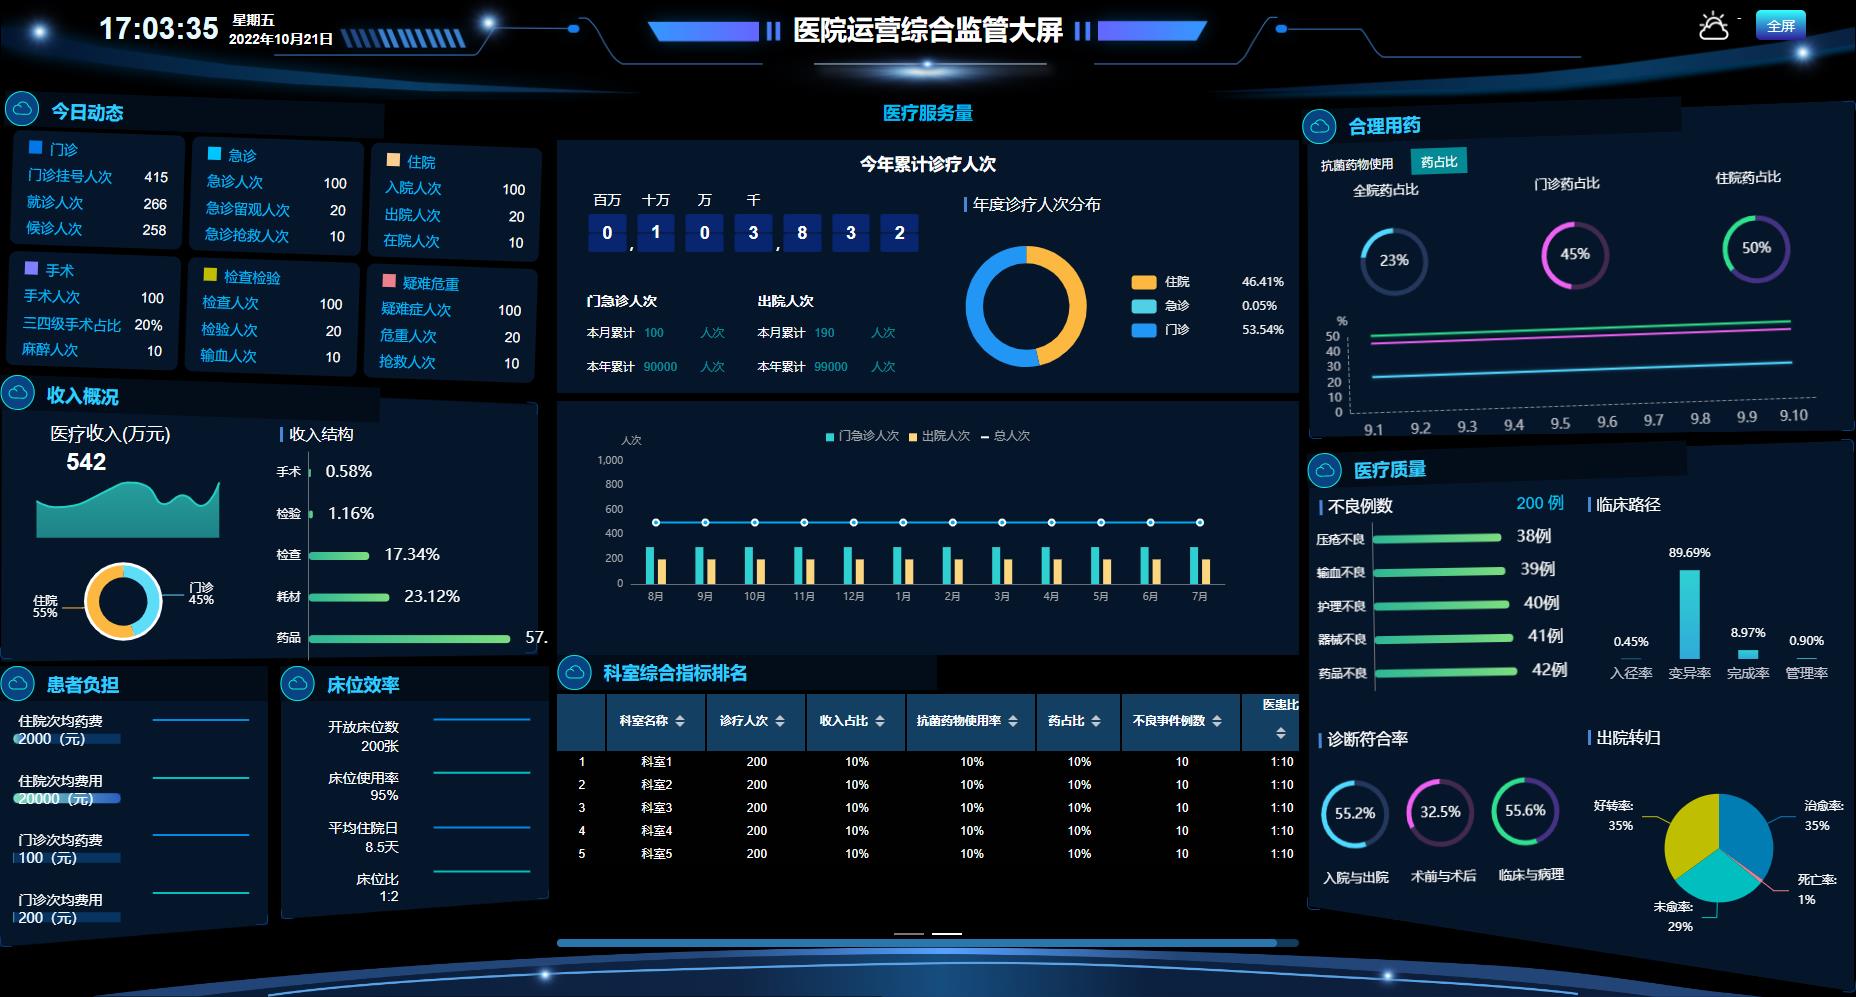 17:03:35
星期五
2022年10月21日
医院运营综合监管大屏
-
全屏
今日动态
门诊
门诊挂号人次 415
就诊人次 266
候诊人次 258
急诊
急诊人次 100
急诊留观人次 20
急诊抢救人次 10
住院
入院人次 100
出院人次 20
在院人次 10
手术
手术人次 100
三四级手术占比 20%
麻醉人次 10
检查检验
检查人次 100
检验人次 20
输血人次 10
疑难危重
疑难症人次 100
危重人次 20
抢救人次 10
收入概况
医疗收入(万元)
542
住院
55%
门诊
45%
收入结构
手术 0.58%
检验 1.16%
检查 17.34%
耗材 23.12%
药品 57.
患者负担
住院次均药费
2000（元）
住院次均费用
20000（元）
门诊次均药费
100（元）
门诊次均费用
200（元）
床位效率
开放床位数
200张
床位使用率
95%
平均住院日
8.5天
床位比
1:2
医疗服务量
今年累计诊疗人次
百万 十万 万 千
0 , 1 0 3 , 8 3 2
门急诊人次
本月累计 100 人次
本年累计 90000 人次
出院人次
本月累计 190 人次
本年累计 99000 人次
年度诊疗人次分布
住院 46.41%
急诊 0.05%
门诊 53.54%
门急诊人次 出院人次 总人次
人次
1,000
800
600
400
200
0
8月 9月 10月 11月 12月 1月 2月 3月 4月 5月 6月 7月
科室综合指标排名
科室名称 诊疗人次 收入占比 抗菌药物使用率 药占比 不良事件例数 医患比
1 科室1 200 10% 10% 10% 10 1:10
2 科室2 200 10% 10% 10% 10 1:10
3 科室3 200 10% 10% 10% 10 1:10
4 科室4 200 10% 10% 10% 10 1:10
5 科室5 200 10% 10% 10% 10 1:10
合理用药
抗菌药物使用 药占比
全院药占比 门诊药占比 住院药占比
23% 45% 50%
%
50
40
30
20
10
0
9.1 9.2 9.3 9.4 9.5 9.6 9.7 9.8 9.9 9.10
医疗质量
不良例数 200 例
压疮不良 38例
输血不良 39例
护理不良 40例
器械不良 41例
药品不良 42例
临床路径
0.45% 89.69% 8.97% 0.90%
入径率 变异率 完成率 管理率
诊断符合率
55.2% 32.5% 55.6%
入院与出院 术前与术后 临床与病理
出院转归
好转率:
35%
治愈率:
35%
死亡率:
1%
未愈率:
29%